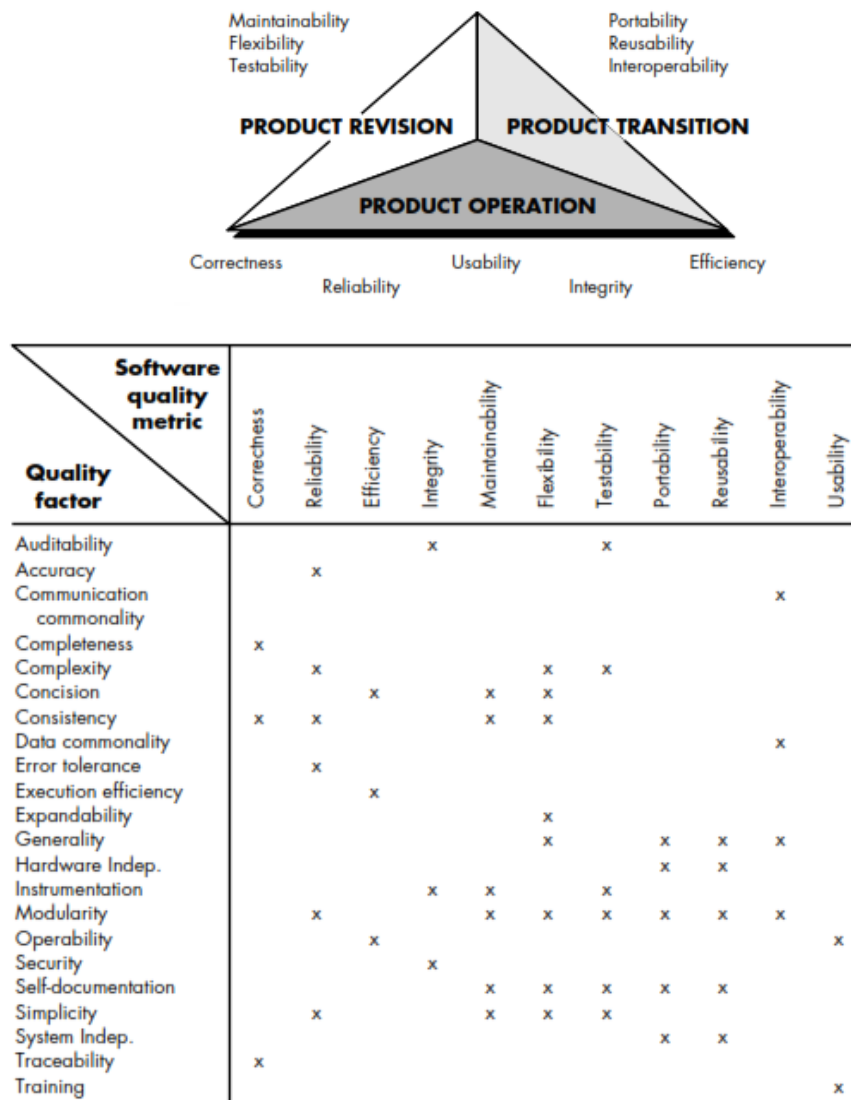 Maintainability
Flexibility
Testability
Portability
Reusability
Interoperability
PRODUCT REVISION
PRODUCT TRANSITION
PRODUCT OPERATION
Correctness
Usability
Efficiency
Reliability
Integrity
Software
quality
metric
Quality
factor
Correctness
Reliability
Efficiency
Integrity
Maintainability
Flexibility
Testability
Portability
Reusability
Interoperability
Usability
Auditability x x
Accuracy x
Communication
commonality x
Completeness x
Complexity x x x
Concision x x x
Consistency x x x x
Data commonality x
Error tolerance x
Execution efficiency x
Expandability x
Generality x x x x
Hardware Indep. x x
Instrumentation x x x
Modularity x x x x x x x
Operability x x
Security x
Self-documentation x x x x x
Simplicity x x x x
System Indep. x x
Traceability x
Training x